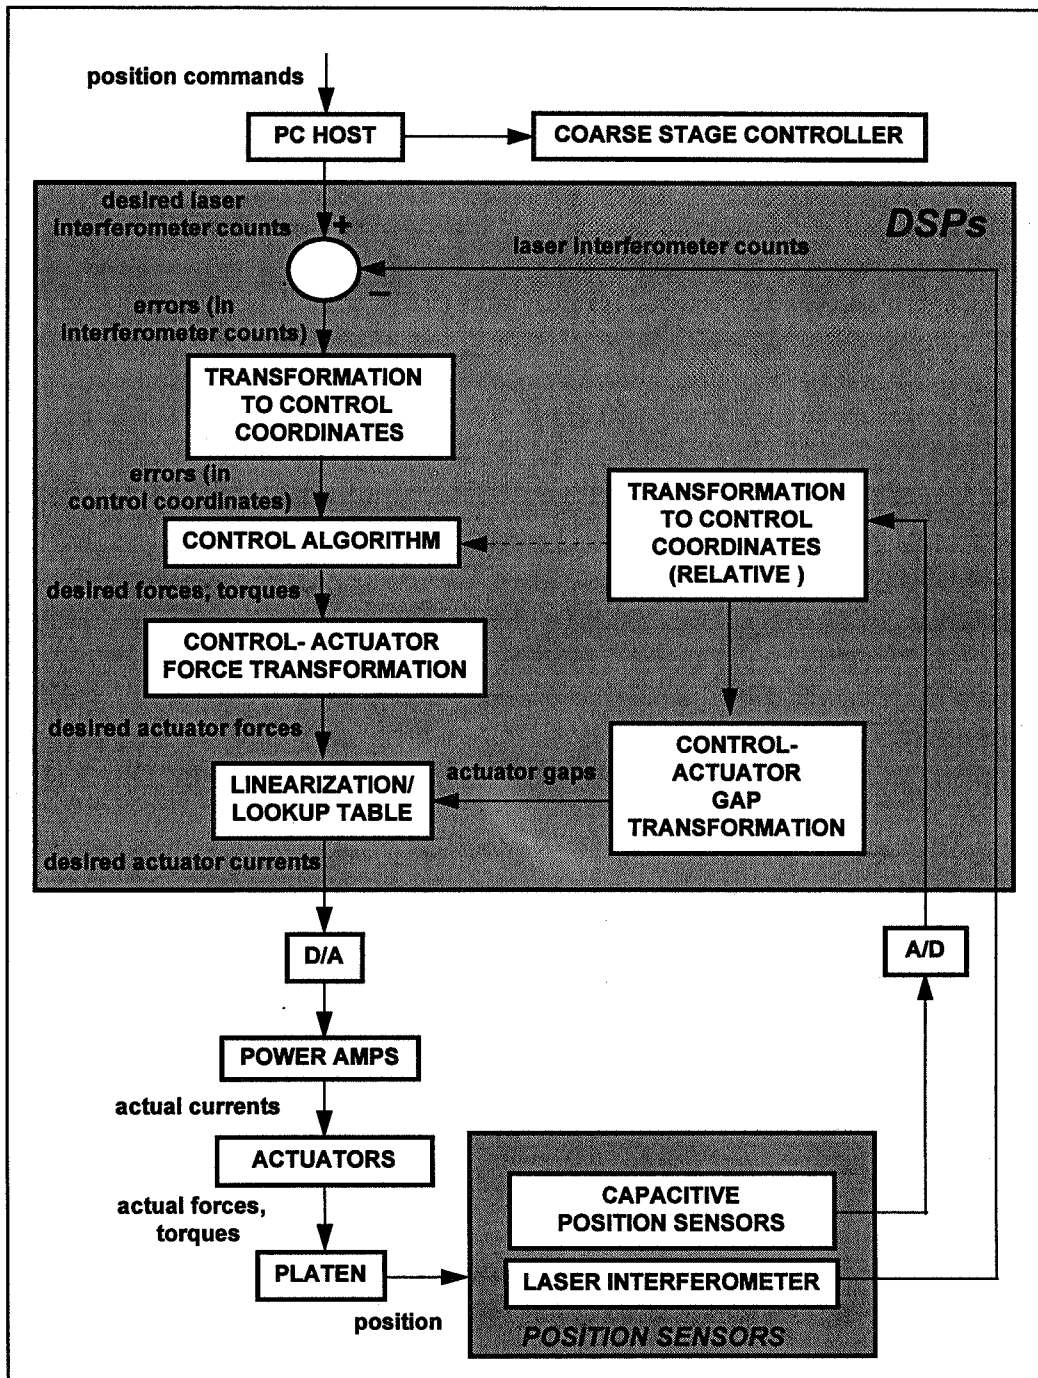 position commands
PC HOST
COARSE STAGE CONTROLLER
desired laser
interferometer counts
+
DSPs
laser interferometer counts
–
errors (in
interferometer counts)
TRANSFORMATION
TO CONTROL
COORDINATES
errors (in
control coordinates)
TRANSFORMATION
TO CONTROL
COORDINATES
(RELATIVE )
CONTROL ALGORITHM
desired forces, torques
CONTROL- ACTUATOR
FORCE TRANSFORMATION
desired actuator forces
CONTROL-
ACTUATOR
GAP
TRANSFORMATION
actuator gaps
LINEARIZATION/
LOOKUP TABLE
desired actuator currents
D/A
A/D
POWER AMPS
actual currents
ACTUATORS
actual forces,
torques
CAPACITIVE
POSITION SENSORS
PLATEN
LASER INTERFEROMETER
position
POSITION SENSORS